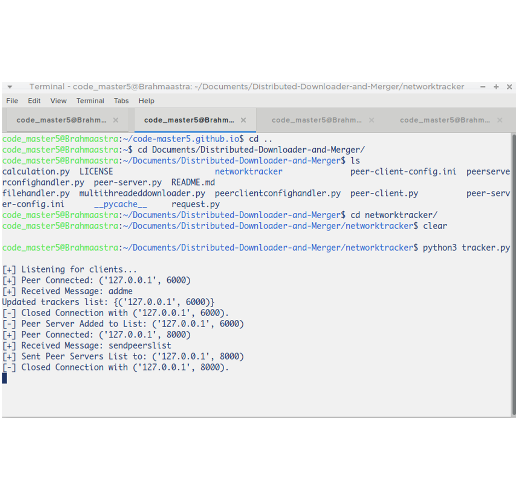 Terminal - code_master5@Brahmaastra: ~/Documents/Distributed-Downloader-and-Merger/networktracker
File Edit View Terminal Tabs Help
code_master5@Brahm... code_master5@Brahm... code_master5@Brahm... code_master5@Brahm...
code_master5@Brahmaastra:~/code-master5.github.io$ cd ..
code_master5@Brahmaastra:~$ cd Documents/Distributed-Downloader-and-Merger/
code_master5@Brahmaastra:~/Documents/Distributed-Downloader-and-Merger$ ls
calculation.py LICENSE networktracker peer-client-config.ini peerserve
rconfighandler.py peer-server.py README.md
filehandler.py multithreadeddownloader.py peerclientconfighandler.py peer-client.py peer-serv
er-config.ini __pycache__ request.py
code_master5@Brahmaastra:~/Documents/Distributed-Downloader-and-Merger$ cd networktracker/
code_master5@Brahmaastra:~/Documents/Distributed-Downloader-and-Merger/networktracker$ clear
code_master5@Brahmaastra:~/Documents/Distributed-Downloader-and-Merger/networktracker$ python3 tracker.py
[+] Listening for clients...
[+] Peer Connected: ('127.0.0.1', 6000)
[+] Received Message: addme
Updated trackers list: {('127.0.0.1', 6000)}
[-] Closed Connection with ('127.0.0.1', 6000).
[-] Peer Server Added to List: ('127.0.0.1', 6000)
[+] Peer Connected: ('127.0.0.1', 8000)
[+] Received Message: sendpeerslist
[+] Sent Peer Servers List to: ('127.0.0.1', 8000)
[-] Closed Connection with ('127.0.0.1', 8000).